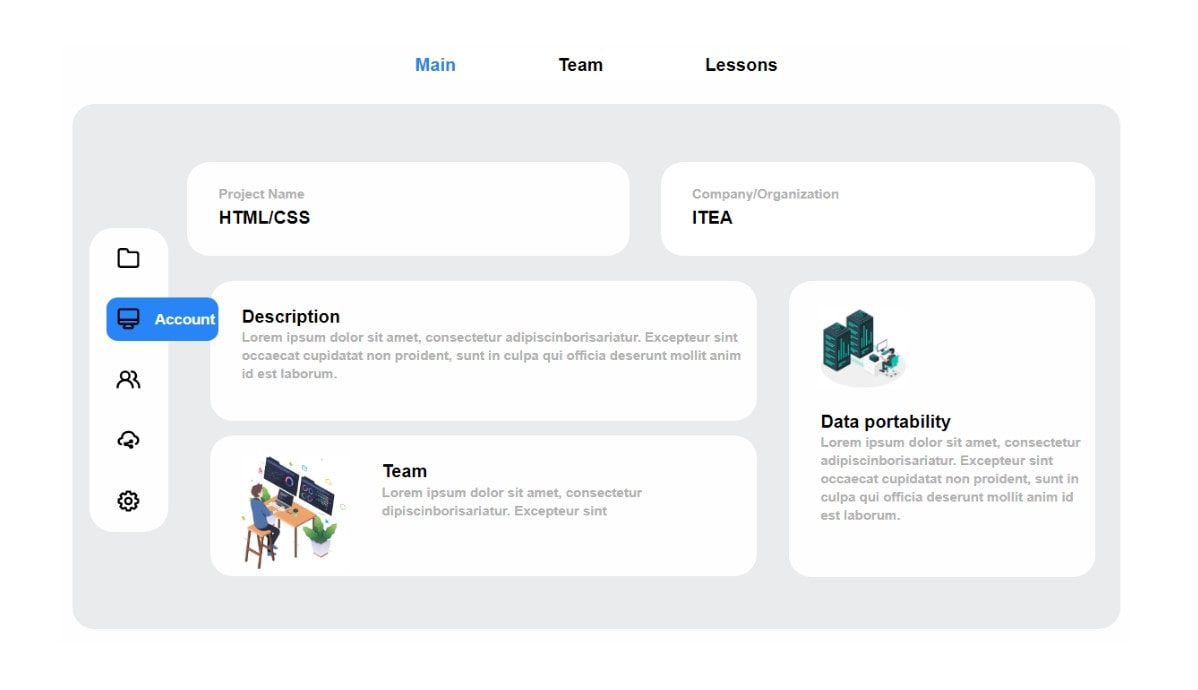 Main
Team
Lessons
Project Name
HTML/CSS
Company/Organization
ITEA
Account
Description
Lorem ipsum dolor sit amet, consectetur adipiscinborisariatur. Excepteur sint
occaecat cupidatat non proident, sunt in culpa qui officia deserunt mollit anim
id est laborum.
Team
Lorem ipsum dolor sit amet, consectetur
dipiscinborisariatur. Excepteur sint
Data portability
Lorem ipsum dolor sit amet, consectetur
adipiscinborisariatur. Excepteur sint
occaecat cupidatat non proident, sunt in
culpa qui officia deserunt mollit anim id
est laborum.